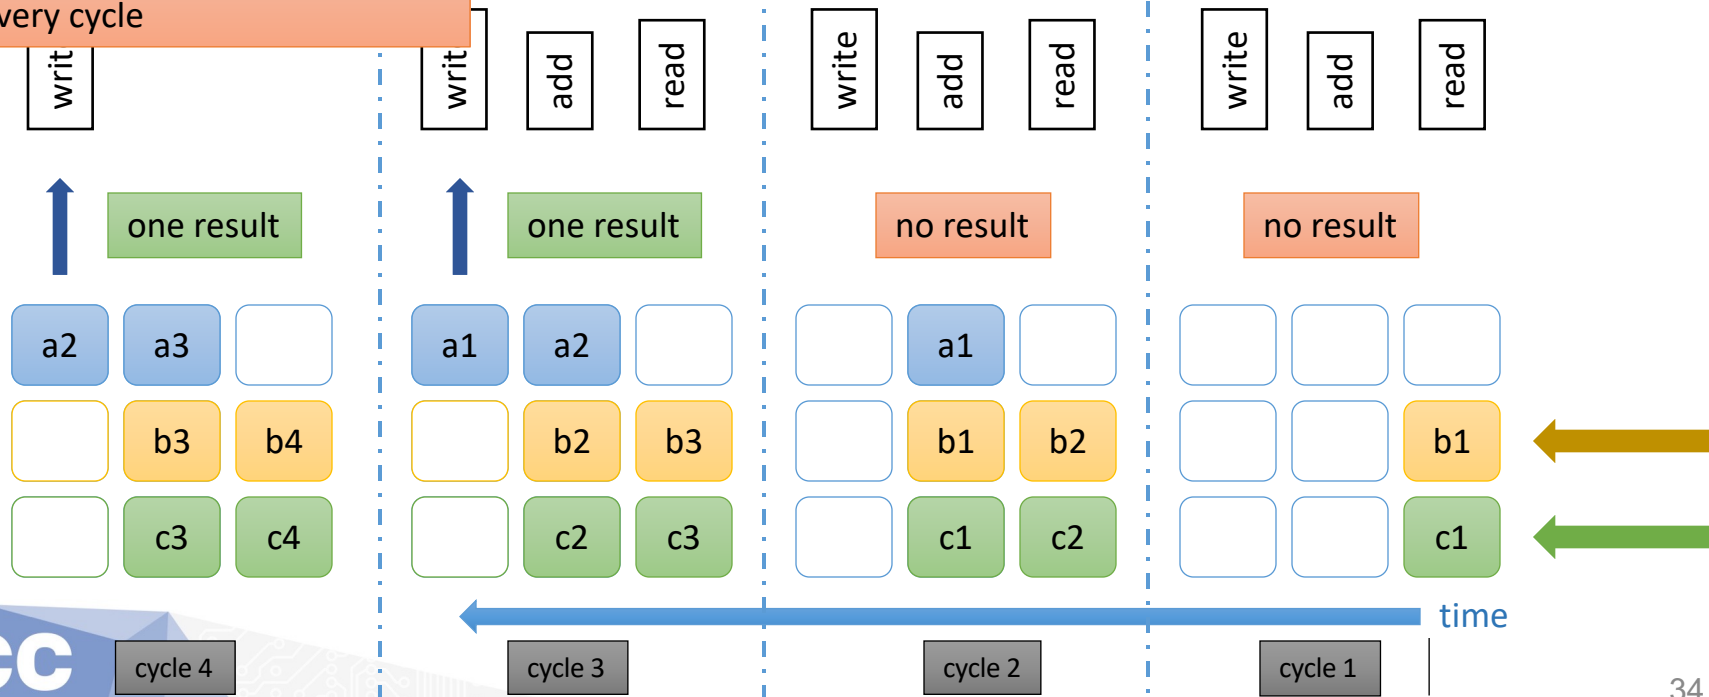 very cycle
writ
writ
add
read
write
add
read
write
add
read
one result
one result
no result
no result
a2 a3
a1 a2
a1
b3 b4
b2 b3
b1 b2
b1
c3 c4
c2 c3
c1 c2
c1
time
cycle 4
cycle 3
cycle 2
cycle 1
CC
34